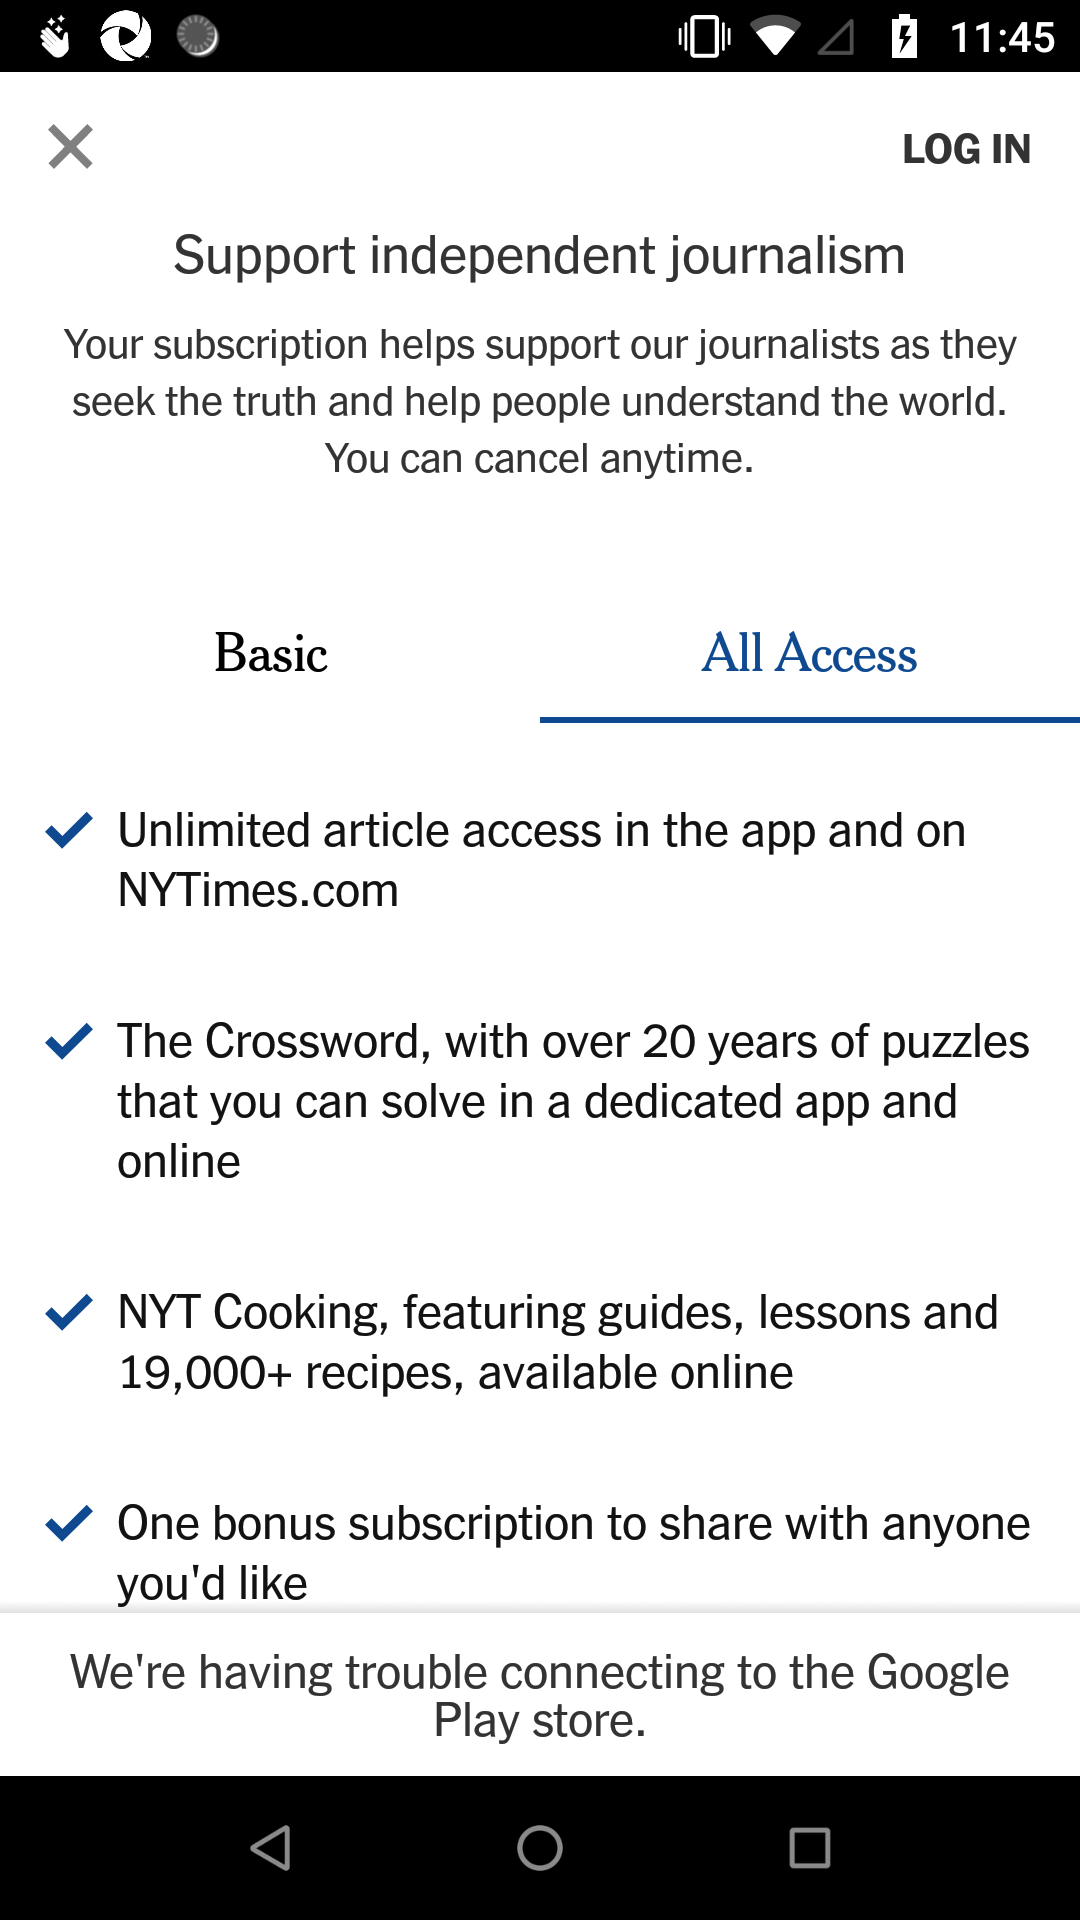 11:45
LOG IN
Support independent journalism
Your subscription helps support our journalists as they
seek the truth and help people understand the world.
You can cancel anytime.
Basic
All Access
Unlimited article access in the app and on
NYTimes.com
The Crossword, with over 20 years of puzzles
that you can solve in a dedicated app and
online
NYT Cooking, featuring guides, lessons and
19,000+ recipes, available online
One bonus subscription to share with anyone
you'd like
We're having trouble connecting to the Google
Play store.